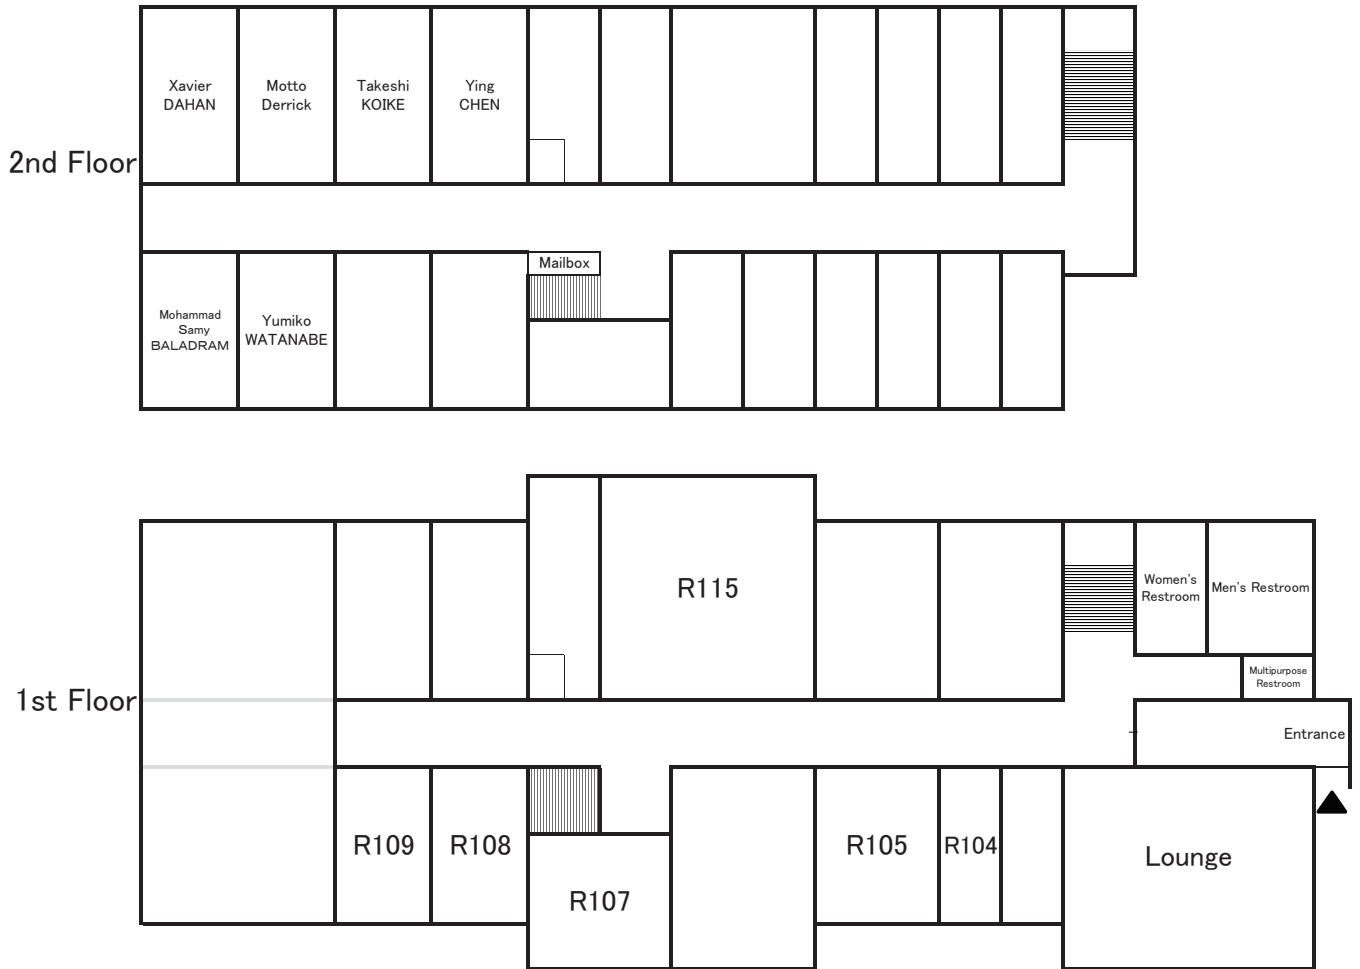 Xavier
DAHAN
Motto
Derrick
Takeshi
KOIKE
Ying
CHEN
2nd Floor
Mailbox
Mohammad
Samy
BALADRAM
Yumiko
WATANABE
R115
Women's
Restroom
Men's Restroom
Multipurpose
Restroom
1st Floor
Entrance
R109
R108
R107
R105
R104
Lounge